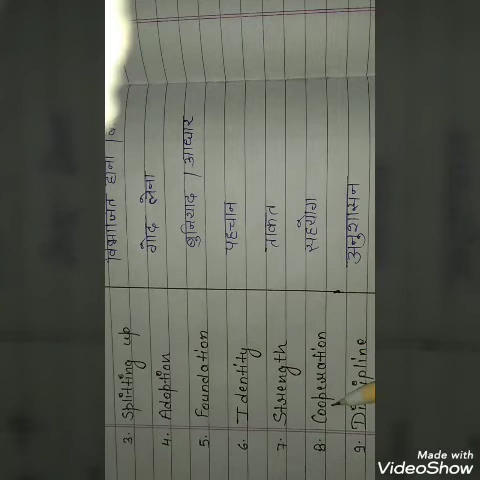 3. Splitting up विभाजित होना |
4. Adoption गोद लेना
5. Foundation बुनियाद / आधार
6. Identity पहचान
7. Strength ताकत
8. Cooperation सहयोग
9. अनुशासन
Made with
VideoShow